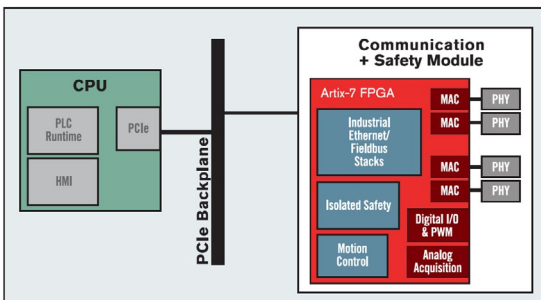 CPU
PLC
Runtime
PCIe
HMI
PCIe Backplane
Communication
+ Safety Module
Artix-7 FPGA
Industrial
Ethernet/
Fieldbus
Stacks
Isolated Safety
Motion
Control
MAC
PHY
MAC
PHY
MAC
PHY
MAC
PHY
Digital I/O
& PWM
Analog
Acquisition